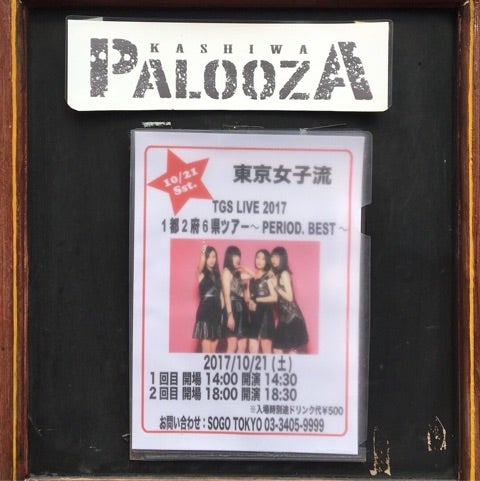 KASHIWA
PALOOZA
10/21
Sst.
東京女子流
TGS LIVE 2017
1都2府6県ツアー～ PERIOD. BEST ～
2017/10/21 (土)
1回目 開場 14:00 開演 14:30
2回目 開場 18:00 開演 18:30
※入場時別途ドリンク代¥500
お問い合わせ：SOGO TOKYO 03-3405-9999